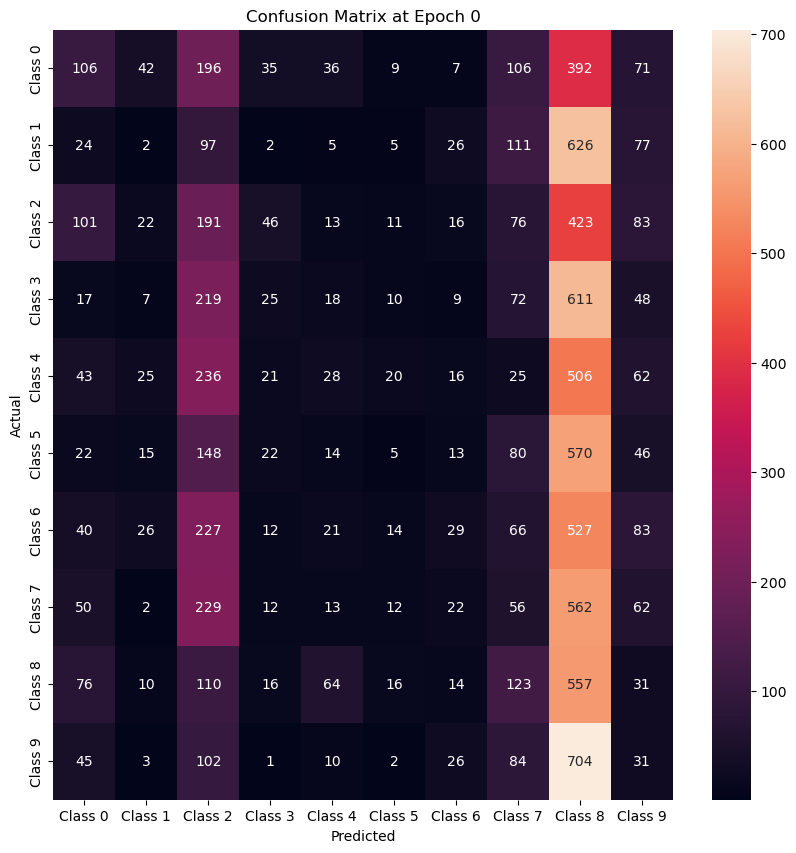 Confusion Matrix at Epoch 0
Class 0 106 42 196 35 36 9 7 106 392 71
Class 1 24 2 97 2 5 5 26 111 626 77
Class 2 101 22 191 46 13 11 16 76 423 83
Class 3 17 7 219 25 18 10 9 72 611 48
Class 4 43 25 236 21 28 20 16 25 506 62
Class 5 22 15 148 22 14 5 13 80 570 46
Class 6 40 26 227 12 21 14 29 66 527 83
Class 7 50 2 229 12 13 12 22 56 562 62
Class 8 76 10 110 16 64 16 14 123 557 31
Class 9 45 3 102 1 10 2 26 84 704 31
Actual
Class 0 Class 1 Class 2 Class 3 Class 4 Class 5 Class 6 Class 7 Class 8 Class 9
Predicted
700
600
500
400
300
200
100